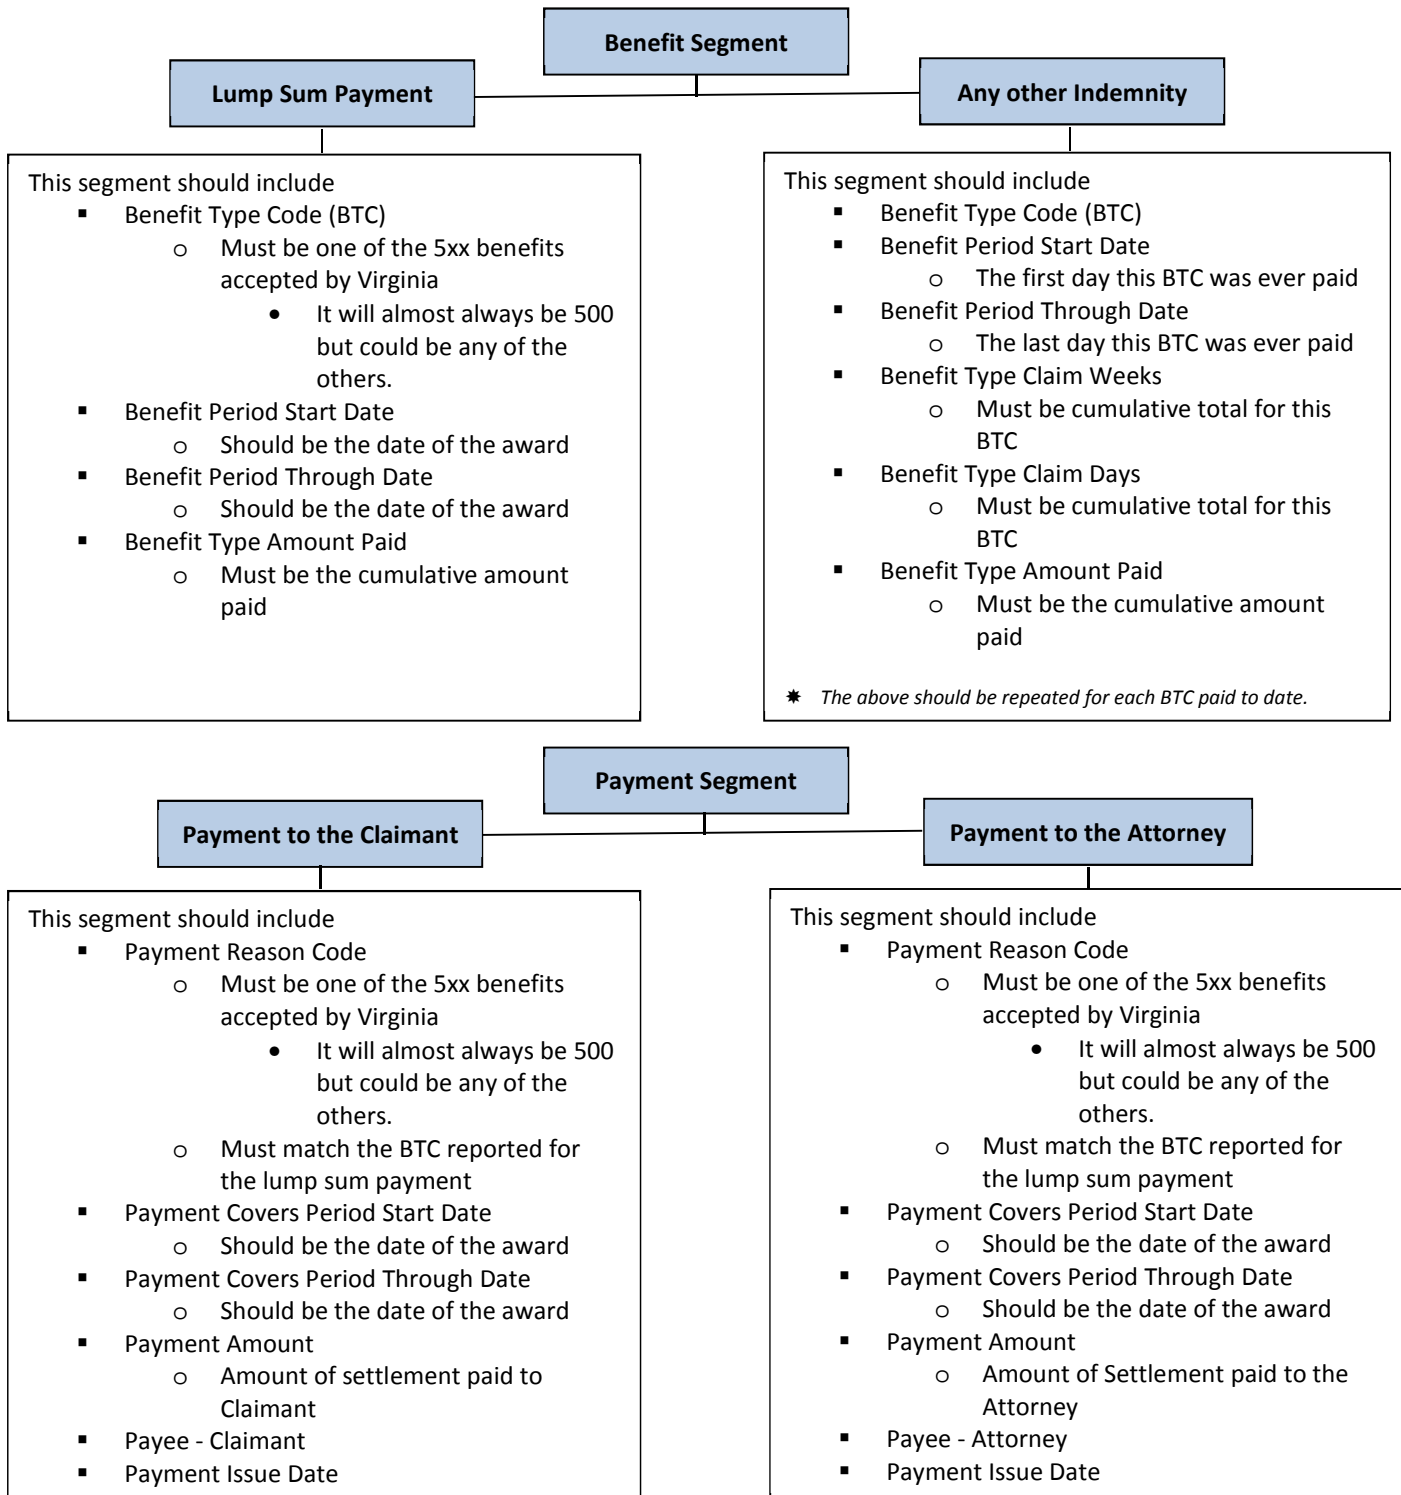 Benefit Segment
Lump Sum Payment
Any other Indemnity
This segment should include
▪ Benefit Type Code (BTC)
o Must be one of the 5xx benefits
accepted by Virginia
• It will almost always be 500
but could be any of the
others.
▪ Benefit Period Start Date
o Should be the date of the award
▪ Benefit Period Through Date
o Should be the date of the award
▪ Benefit Type Amount Paid
o Must be the cumulative amount
paid
This segment should include
▪ Benefit Type Code (BTC)
▪ Benefit Period Start Date
o The first day this BTC was ever paid
▪ Benefit Period Through Date
o The last day this BTC was ever paid
▪ Benefit Type Claim Weeks
o Must be cumulative total for this
BTC
▪ Benefit Type Claim Days
o Must be cumulative total for this
BTC
▪ Benefit Type Amount Paid
o Must be the cumulative amount
paid
✷ The above should be repeated for each BTC paid to date.
Payment Segment
Payment to the Claimant
Payment to the Attorney
This segment should include
▪ Payment Reason Code
o Must be one of the 5xx benefits
accepted by Virginia
• It will almost always be 500
but could be any of the
others.
o Must match the BTC reported for
the lump sum payment
▪ Payment Covers Period Start Date
o Should be the date of the award
▪ Payment Covers Period Through Date
o Should be the date of the award
▪ Payment Amount
o Amount of settlement paid to
Claimant
▪ Payee - Claimant
▪ Payment Issue Date
This segment should include
▪ Payment Reason Code
o Must be one of the 5xx benefits
accepted by Virginia
• It will almost always be 500
but could be any of the
others.
o Must match the BTC reported for
the lump sum payment
▪ Payment Covers Period Start Date
o Should be the date of the award
▪ Payment Covers Period Through Date
o Should be the date of the award
▪ Payment Amount
o Amount of Settlement paid to the
Attorney
▪ Payee - Attorney
▪ Payment Issue Date